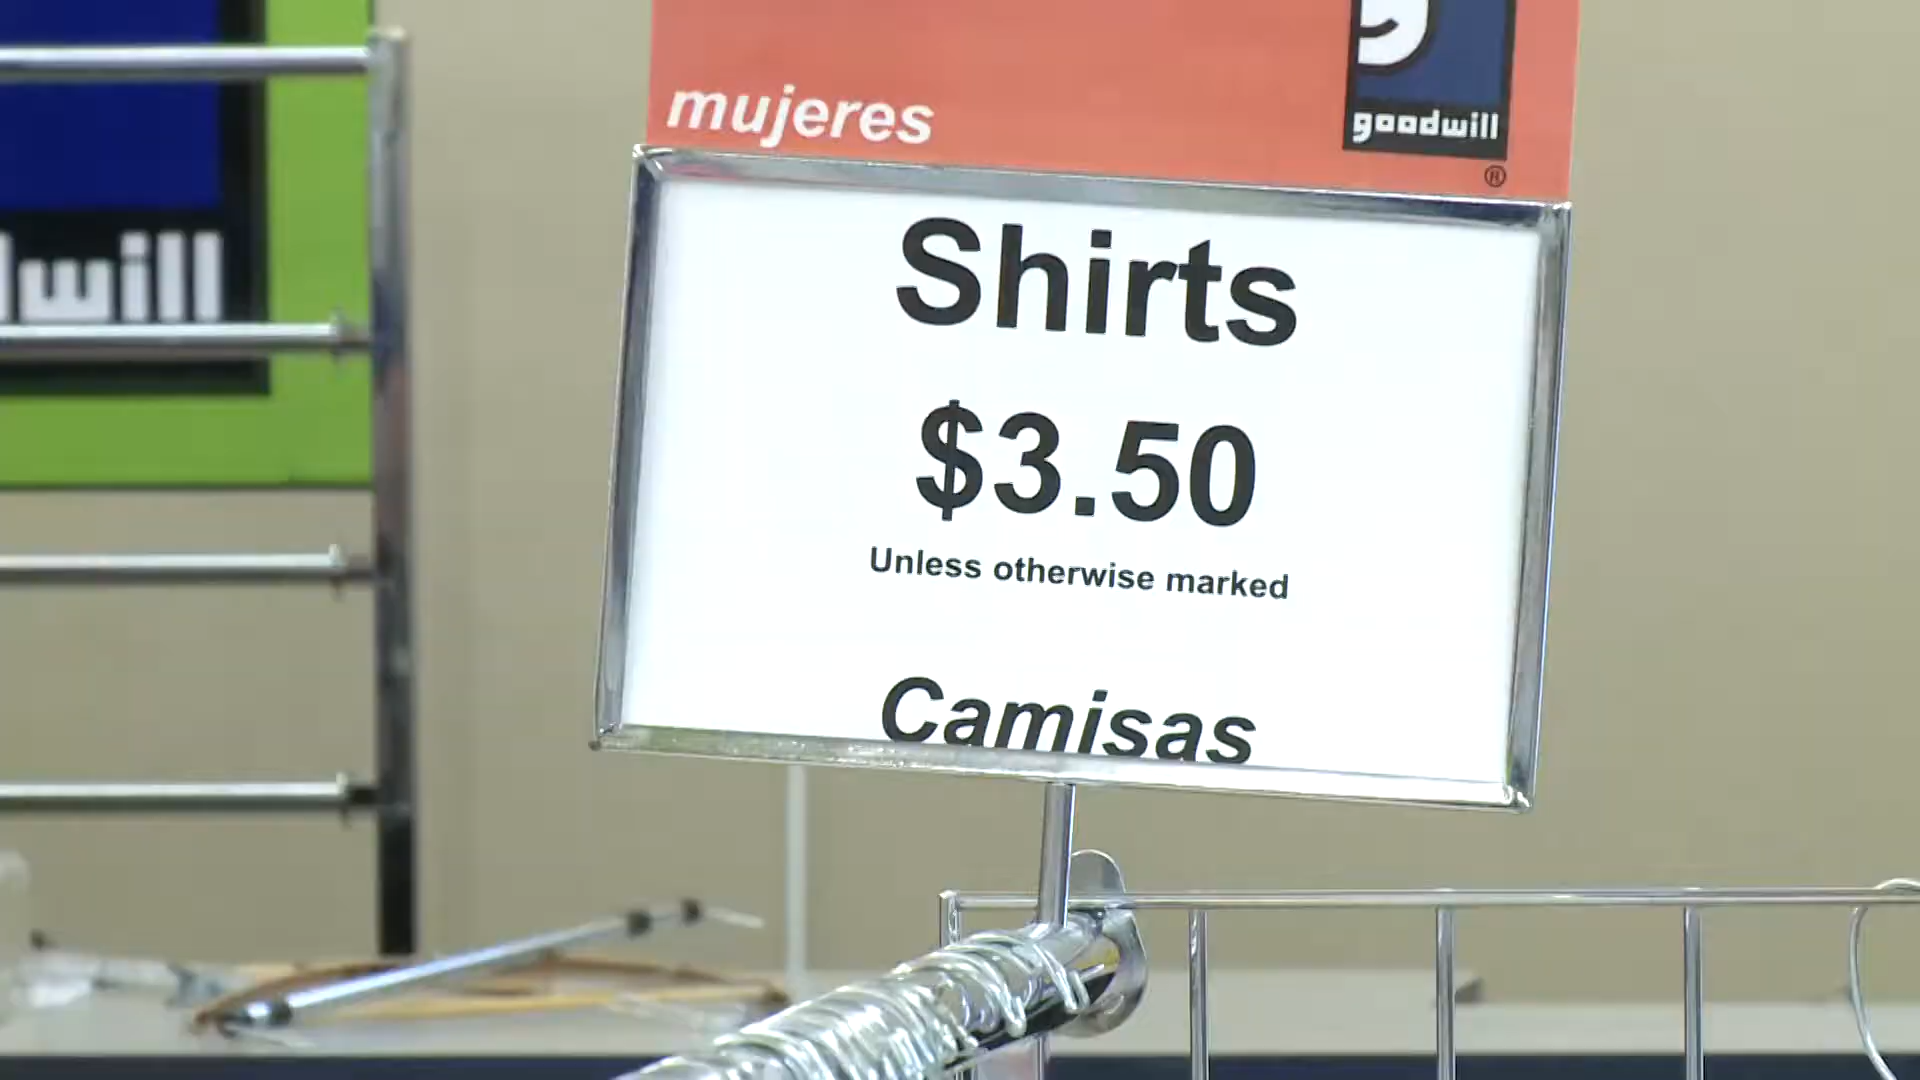 mujeres
goodwill
®
Shirts
$3.50
Unless otherwise marked
Camisas
will